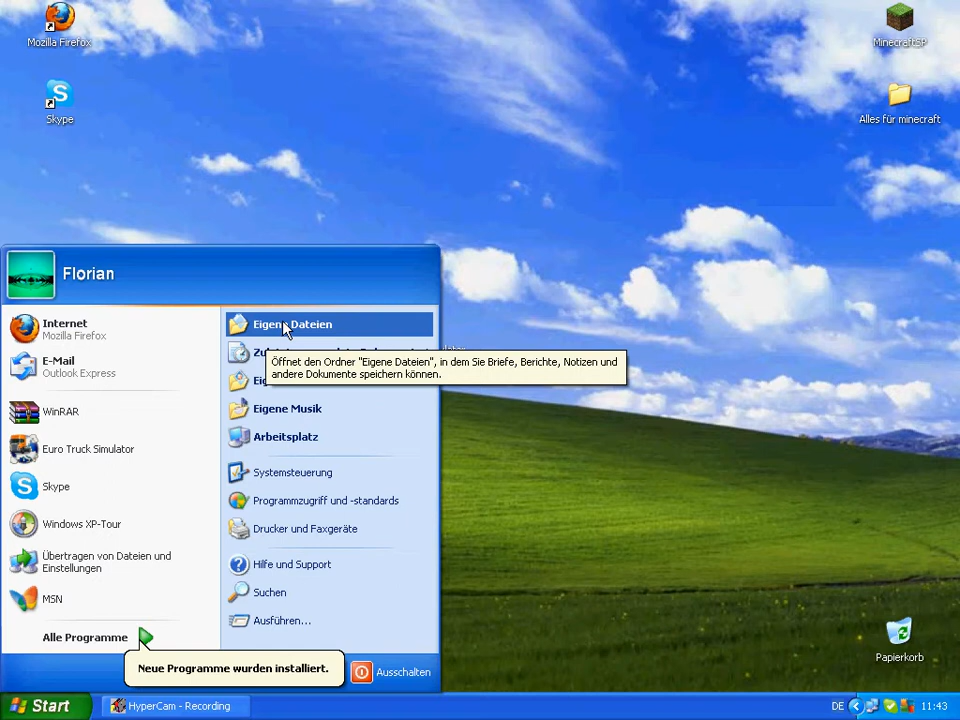 Mozilla Firefox
MinecraftSP
Skype
Alles für minecraft
Florian
Internet
Mozilla Firefox
E-Mail
Outlook Express
WinRAR
Euro Truck Simulator
Skype
Windows XP-Tour
Übertragen von Dateien und
Einstellungen
MSN
Alle Programme
Eigene Dateien
Öffnet den Ordner "Eigene Dateien", in dem Sie Briefe, Berichte, Notizen und
andere Dokumente speichern können.
Eigene Musik
Arbeitsplatz
Systemsteuerung
Programmzugriff und -standards
Drucker und Faxgeräte
Hilfe und Support
Suchen
Ausführen...
Neue Programme wurden installiert.
Ausschalten
Papierkorb
Start
HyperCam - Recording
DE
11:43